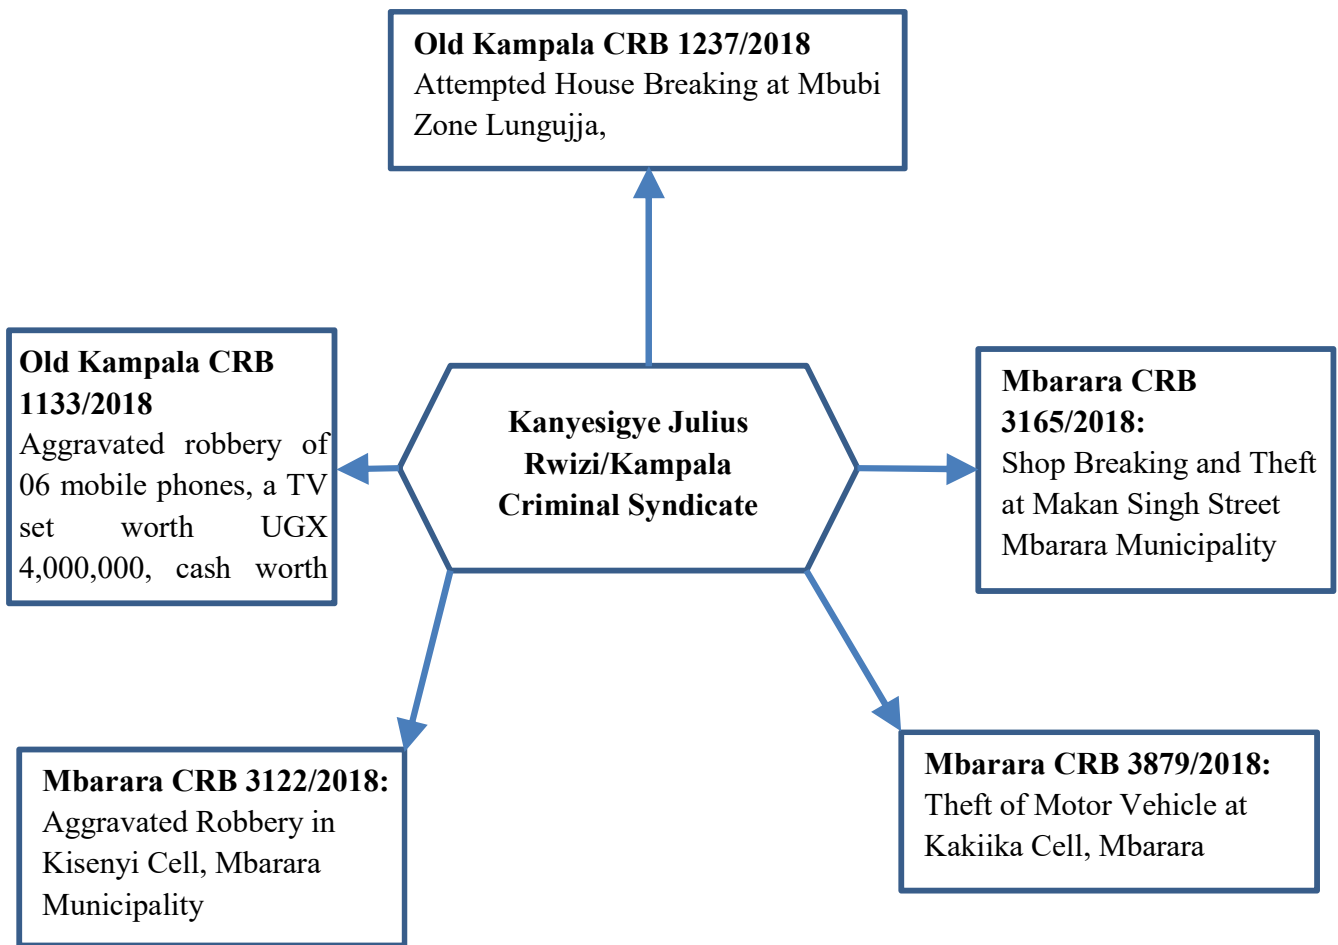 Old Kampala CRB 1237/2018
Attempted House Breaking at Mbubi
Zone Lungujja,
Old Kampala CRB
1133/2018
Aggravated robbery of
06 mobile phones, a TV
set worth UGX
4,000,000, cash worth
Kanyesigye Julius
Rwizi/Kampala
Criminal Syndicate
Mbarara CRB
3165/2018:
Shop Breaking and Theft
at Makan Singh Street
Mbarara Municipality
Mbarara CRB 3122/2018:
Aggravated Robbery in
Kisenyi Cell, Mbarara
Municipality
Mbarara CRB 3879/2018:
Theft of Motor Vehicle at
Kakiika Cell, Mbarara